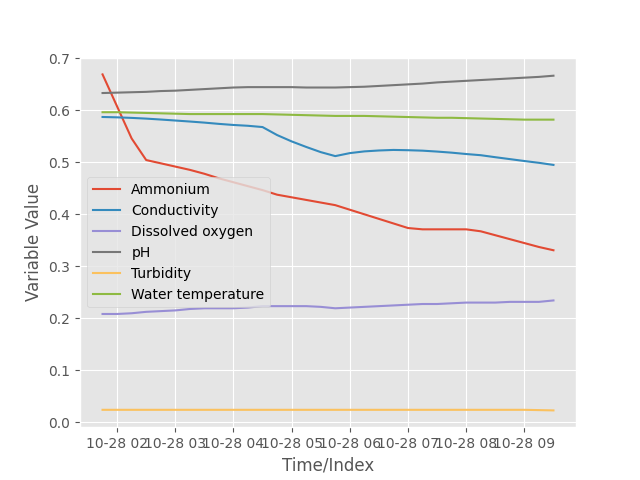 0.7
0.6
0.5
0.4
0.3
0.2
0.1
0.0
Variable Value
Ammonium
Conductivity
Dissolved oxygen
pH
Turbidity
Water temperature
10-28 02 10-28 03 10-28 04 10-28 05 10-28 06 10-28 07 10-28 08 10-28 09
Time/Index